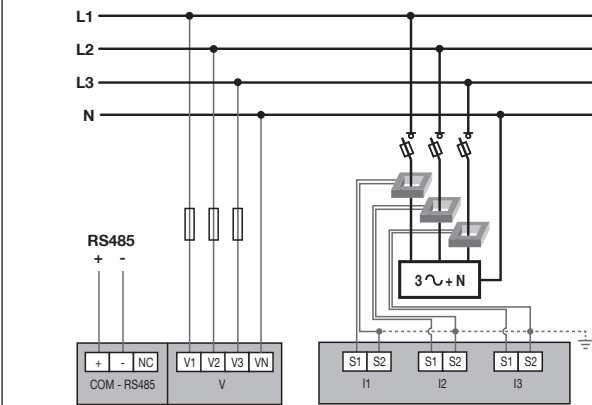 L1
L2
L3
N
RS485
+ -
3 + N
+ - NC V1 V2 V3 VN
COM - RS485 V
S1 S2 S1 S2 S1 S2
I1 I2 I3